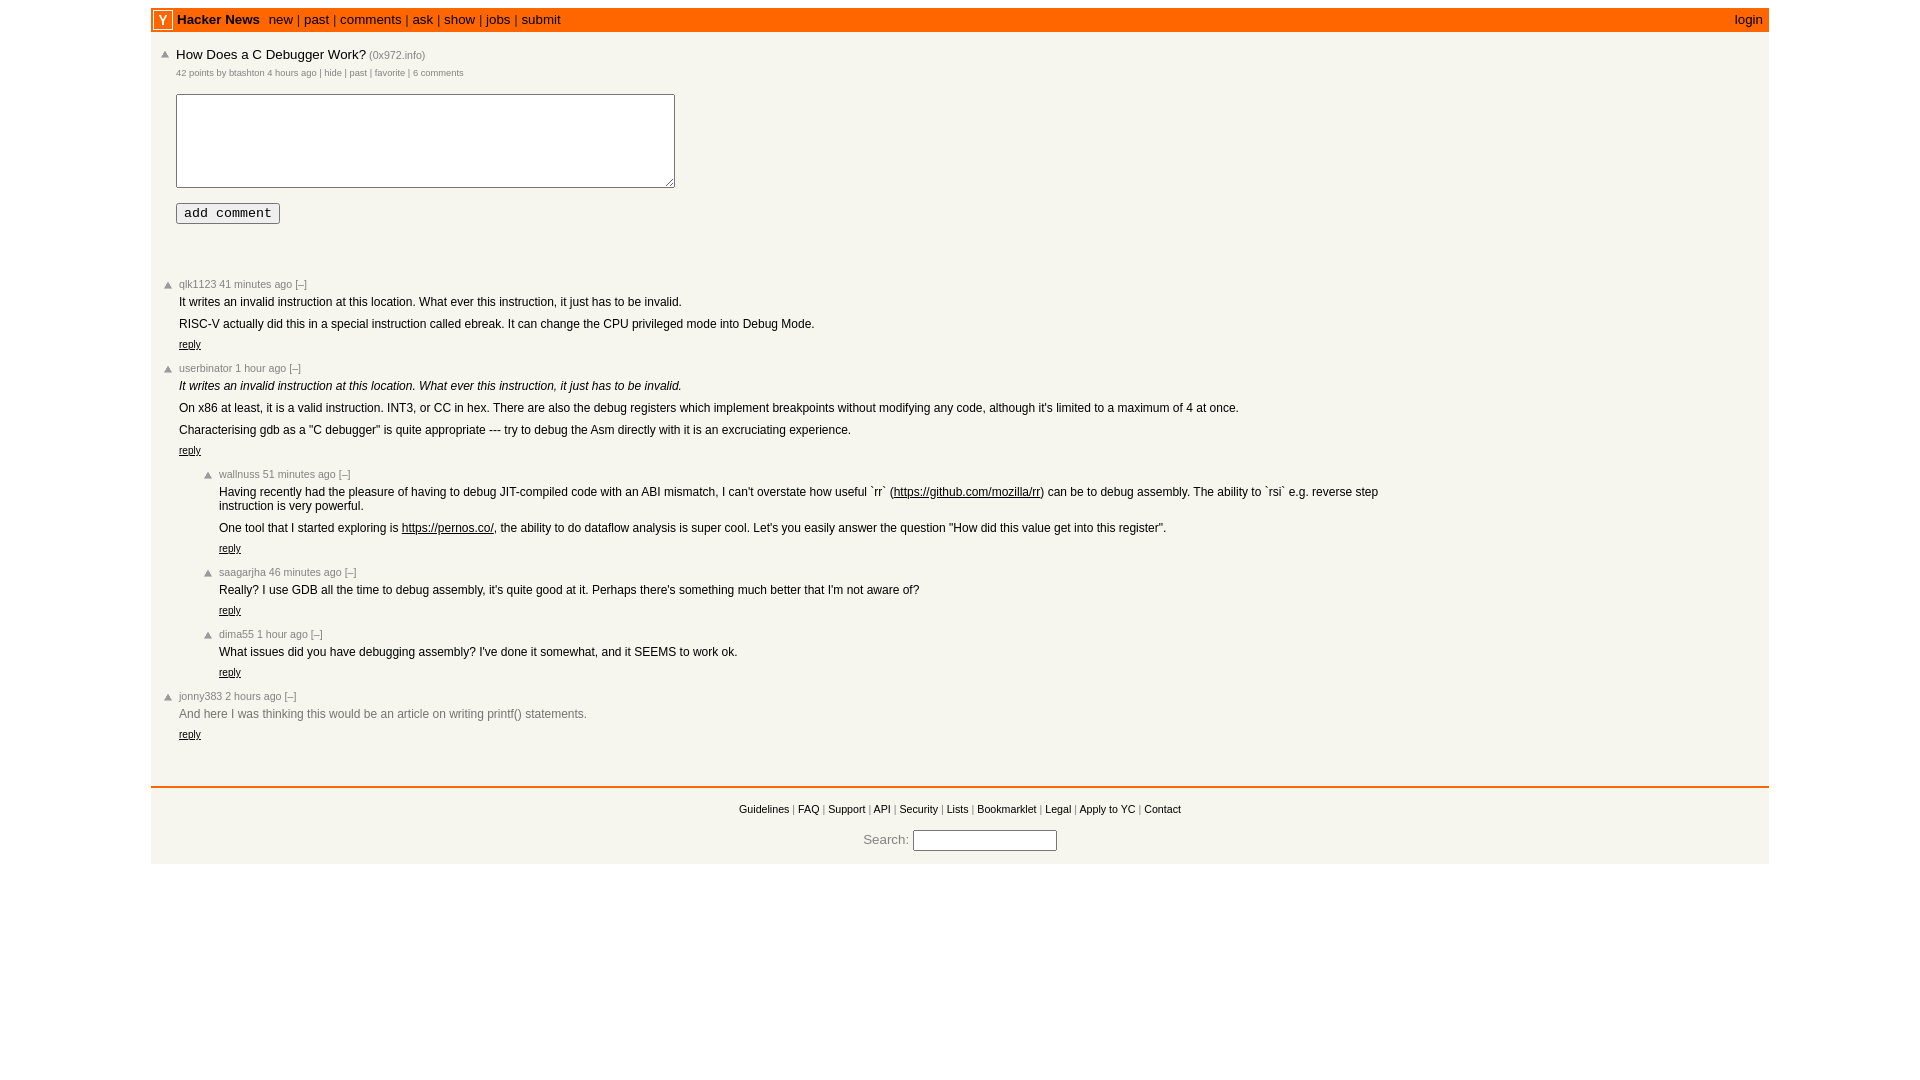 Y Hacker News new | past | comments | ask | show | jobs | submit login
How Does a C Debugger Work? (0x972.info)
42 points by btashton 4 hours ago | hide | past | favorite | 6 comments
add comment
qlk1123 41 minutes ago [–]
It writes an invalid instruction at this location. What ever this instruction, it just has to be invalid.
RISC-V actually did this in a special instruction called ebreak. It can change the CPU privileged mode into Debug Mode.
reply
userbinator 1 hour ago [–]
It writes an invalid instruction at this location. What ever this instruction, it just has to be invalid.
On x86 at least, it is a valid instruction. INT3, or CC in hex. There are also the debug registers which implement breakpoints without modifying any code, although it's limited to a maximum of 4 at once.
Characterising gdb as a "C debugger" is quite appropriate --- try to debug the Asm directly with it is an excruciating experience.
reply
wallnuss 51 minutes ago [–]
Having recently had the pleasure of having to debug JIT-compiled code with an ABI mismatch, I can't overstate how useful `rr` (https://github.com/mozilla/rr) can be to debug assembly. The ability to `rsi` e.g. reverse step
instruction is very powerful.
One tool that I started exploring is https://pernos.co/, the ability to do dataflow analysis is super cool. Let's you easily answer the question "How did this value get into this register".
reply
saagarjha 46 minutes ago [–]
Really? I use GDB all the time to debug assembly, it's quite good at it. Perhaps there's something much better that I'm not aware of?
reply
dima55 1 hour ago [–]
What issues did you have debugging assembly? I've done it somewhat, and it SEEMS to work ok.
reply
jonny383 2 hours ago [–]
And here I was thinking this would be an article on writing printf() statements.
reply
Guidelines | FAQ | Support | API | Security | Lists | Bookmarklet | Legal | Apply to YC | Contact
Search: